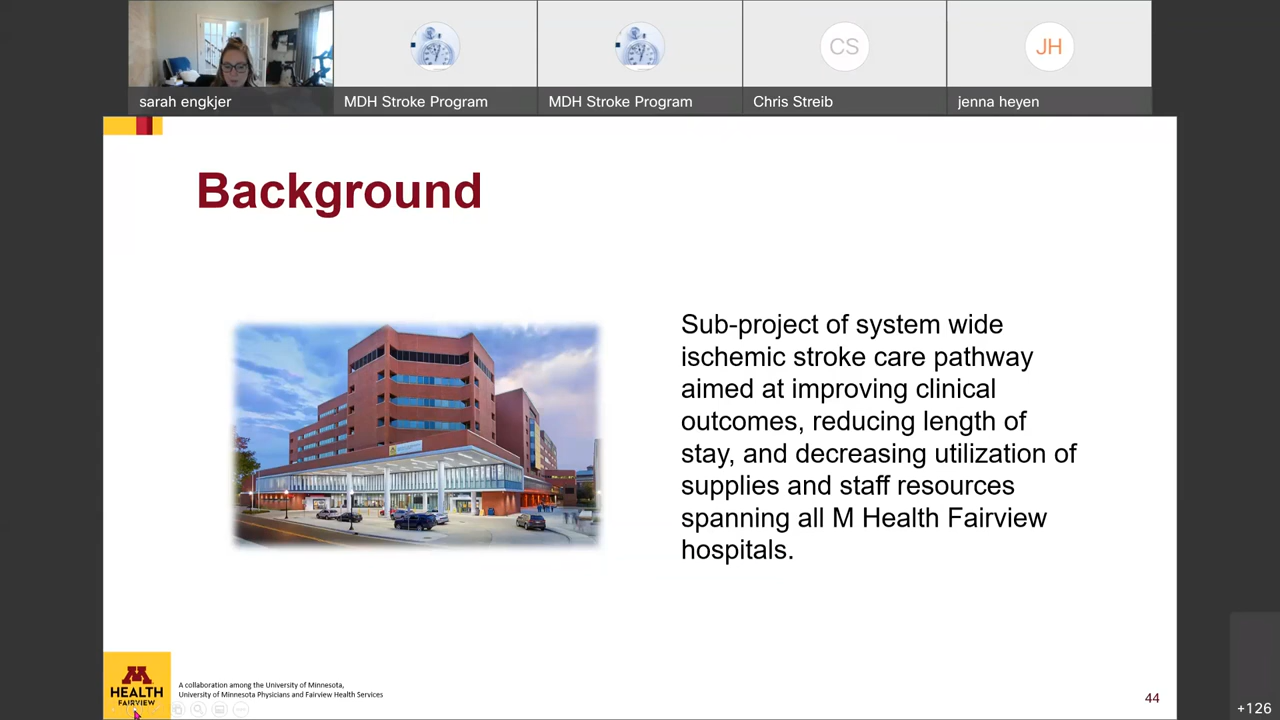 sarah engkjer
MDH Stroke Program
MDH Stroke Program
CS
Chris Streib
JH
jenna heyen
Background
Sub-project of system wide
ischemic stroke care pathway
aimed at improving clinical
outcomes, reducing length of
stay, and decreasing utilization of
supplies and staff resources
spanning all M Health Fairview
hospitals.
M
HEALTH
FAIRVIEW
A collaboration among the University of Minnesota,
University of Minnesota Physicians and Fairview Health Services
44
+126